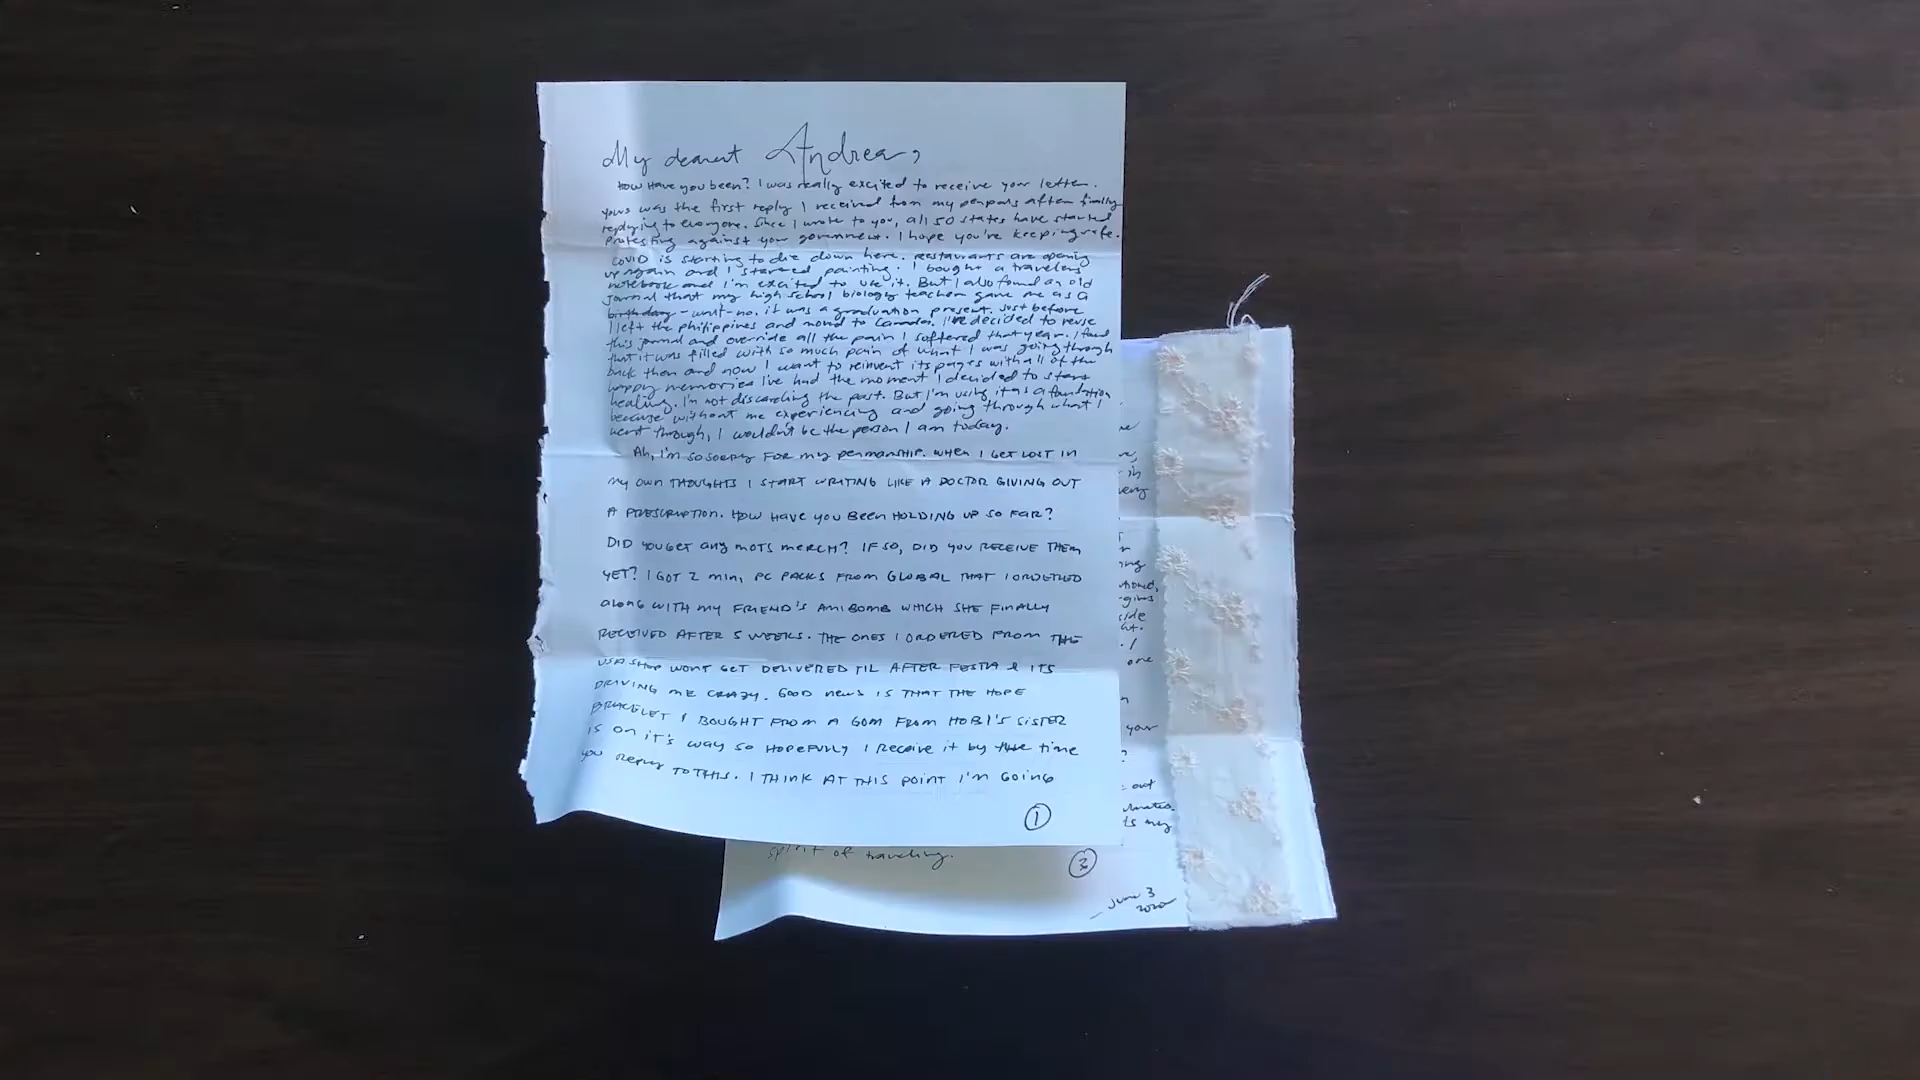 My dearest Andrea,
How have you been? I was really excited to receive your letter.
Yours was the first reply I received from my penpals after finally
replying to everyone. Since I wrote to you, all 50 states have started
protesting against your government. I hope you're keeping safe.
COVID is starting to die down here. Restaurants are opening
up again and I started painting. I bought a travelers
notebook and I'm excited to use it. But I also found an old
journal that my high school biology teacher gave me as a
birthday - wait - no. it was a graduation present. Just before
I left the Philippines and moved to Canada. I've decided to reuse
this journal and override all the pain I suffered that year. I found
that it was filled with so much pain of what I was going through
back then and now I want to reinvent its pages with all of the
happy memories I've had the moment I decided to start
healing. I'm not discarding the past. But I'm using it as a foundation
because without me experiencing and going through what I
went through, I wouldn't be the person I am today.
Ah, I'm so sorry for my penmanship. When I get lost in
my own thoughts I start writing like a doctor giving out
a prescription. How have you been holding up so far?
Did you get any MOTS merch? If so, did you receive them
yet? I got 2 mini PC packs from Global that I ordered
along with my friend's ami bomb which she finally
received after 5 weeks. The ones I ordered from the
USA shop wont get delivered til after Festa & its
driving me crazy. Good news is that the hope
bracelet I bought from a GOM from Hobi's sister
is on it's way so hopefully I receive it by the time
you reply to this. I think at this point I'm going
1
one
your
?
out
its my
spirit of traveling.
3
June 3
2020